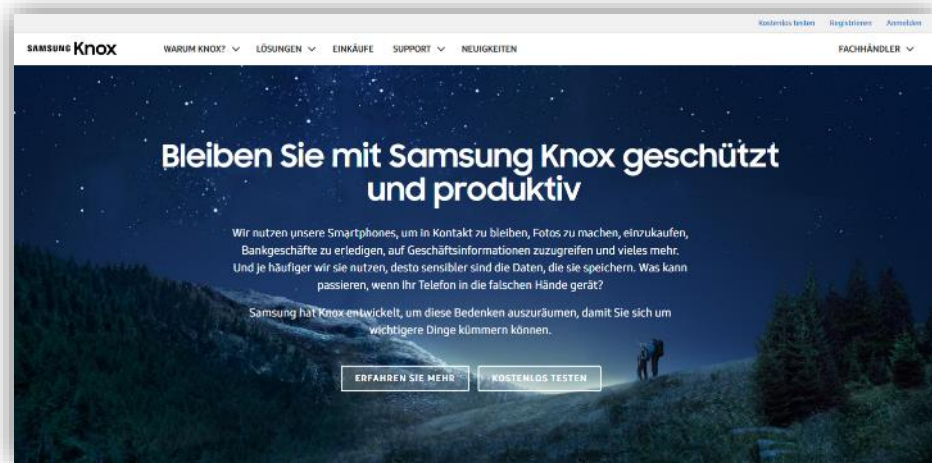 Kostenlos testen Registrieren Anmelden
SAMSUNG Knox WARUM KNOX? LÖSUNGEN EINKÄUFE SUPPORT NEUIGKEITEN FACHHÄNDLER
Bleiben Sie mit Samsung Knox geschützt
und produktiv
Wir nutzen unsere Smartphones, um in Kontakt zu bleiben, Fotos zu machen, einzukaufen,
Bankgeschäfte zu erledigen, auf Geschäftsinformationen zuzugreifen und vieles mehr.
Und je häufiger wir sie nutzen, desto sensibler sind die Daten, die sie speichern. Was kann
passieren, wenn Ihr Telefon in die falschen Hände gerät?
Samsung hat Knox entwickelt, um diese Bedenken auszuräumen, damit Sie sich um
wichtigere Dinge kümmern können.
ERFAHREN SIE MEHR KOSTENLOS TESTEN